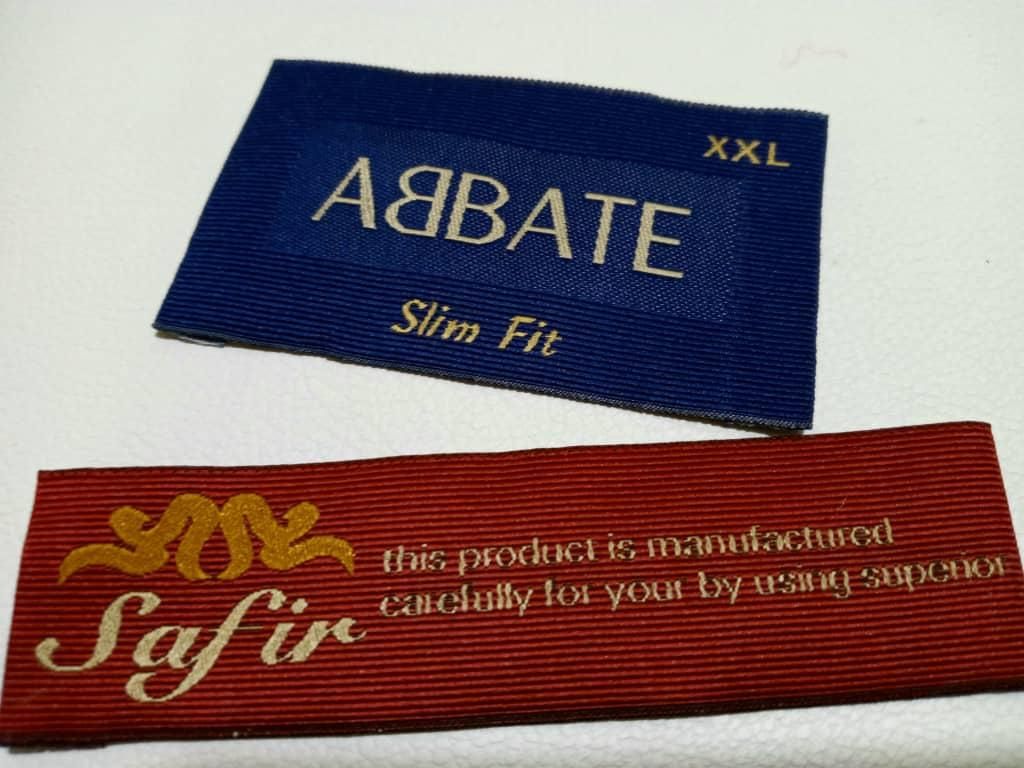 XXL
ABBATE
Slim Fit
Safir
this product is manufactured
carefully for your by using superior